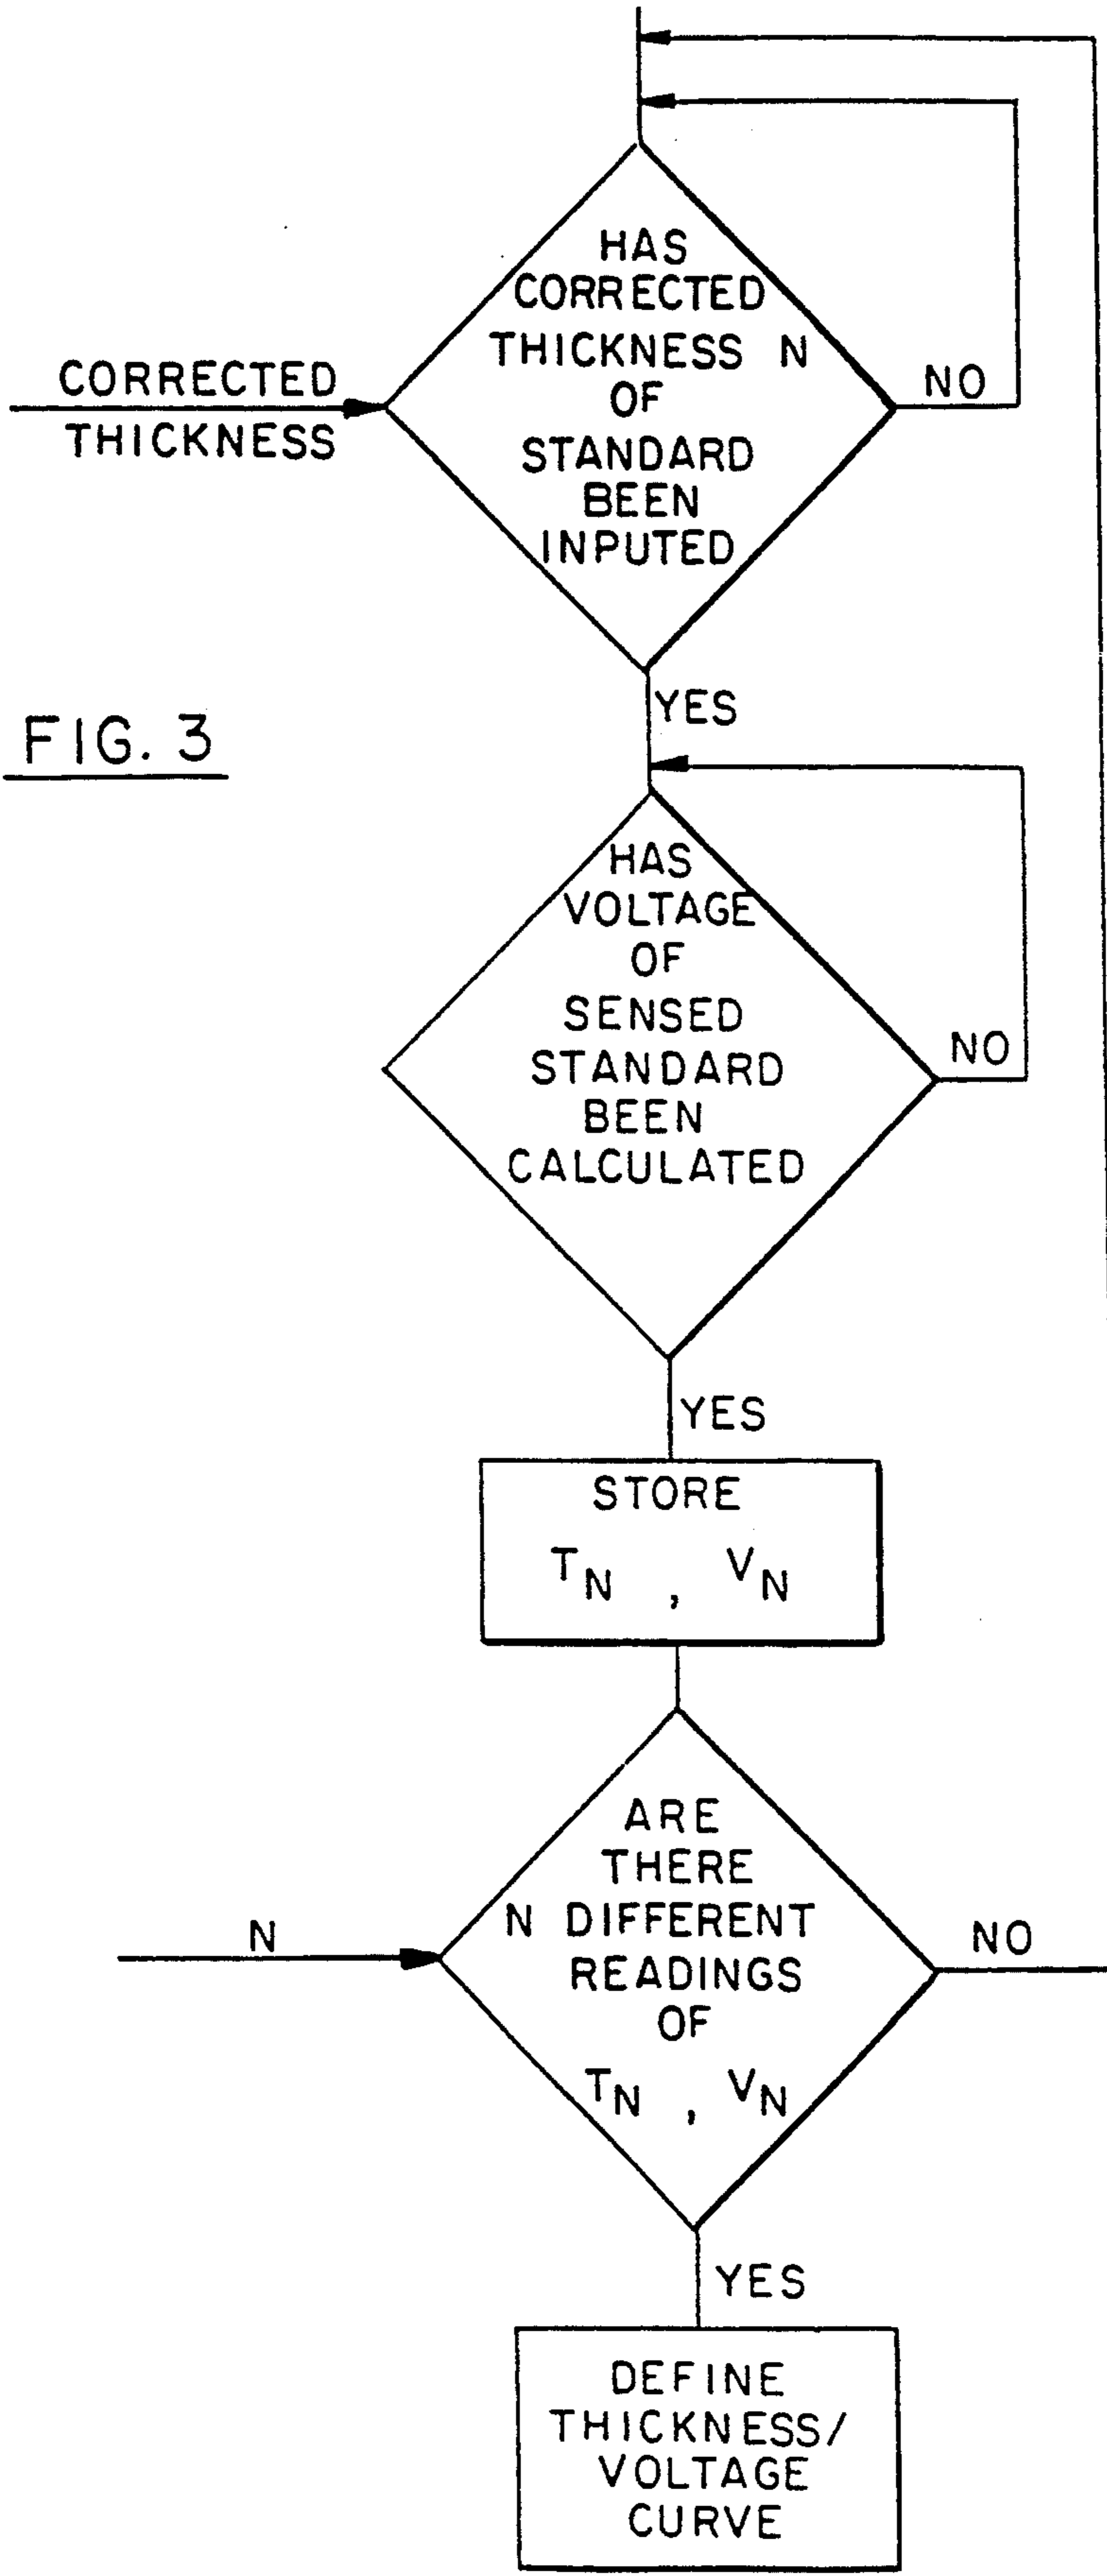 HAS
CORRECTED
THICKNESS N
OF
STANDARD
BEEN
INPUTED
NO
CORRECTED
THICKNESS
YES
FIG. 3
HAS
VOLTAGE
OF
SENSED
STANDARD
BEEN
CALCULATED
NO
YES
STORE
TN , VN
ARE
THERE
N DIFFERENT
READINGS
OF
TN , VN
N
NO
YES
DEFINE
THICKNESS/
VOLTAGE
CURVE